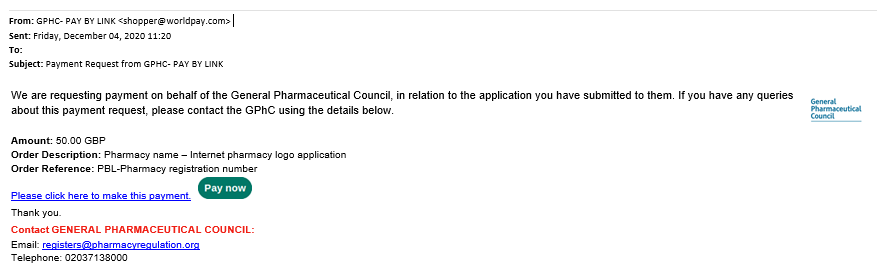 From: GPHC- PAY BY LINK <shopper@worldpay.com>
Sent: Friday, December 04, 2020 11:20
To:
Subject: Payment Request from GPHC- PAY BY LINK
We are requesting payment on behalf of the General Pharmaceutical Council, in relation to the application you have submitted to them. If you have any queries
about this payment request, please contact the GPhC using the details below.
General
Pharmaceutical
Council
Amount: 50.00 GBP
Order Description: Pharmacy name – Internet pharmacy logo application
Order Reference: PBL-Pharmacy registration number
Please click here to make this payment. Pay now
Thank you.
Contact GENERAL PHARMACEUTICAL COUNCIL:
Email: registers@pharmacyregulation.org
Telephone: 02037138000